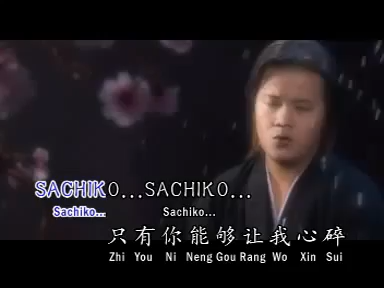 SACHIKO...SACHIKO...
Sachiko... Sachiko...
只有你能够让我心碎
Zhi You Ni Neng Gou Rang Wo Xin Sui